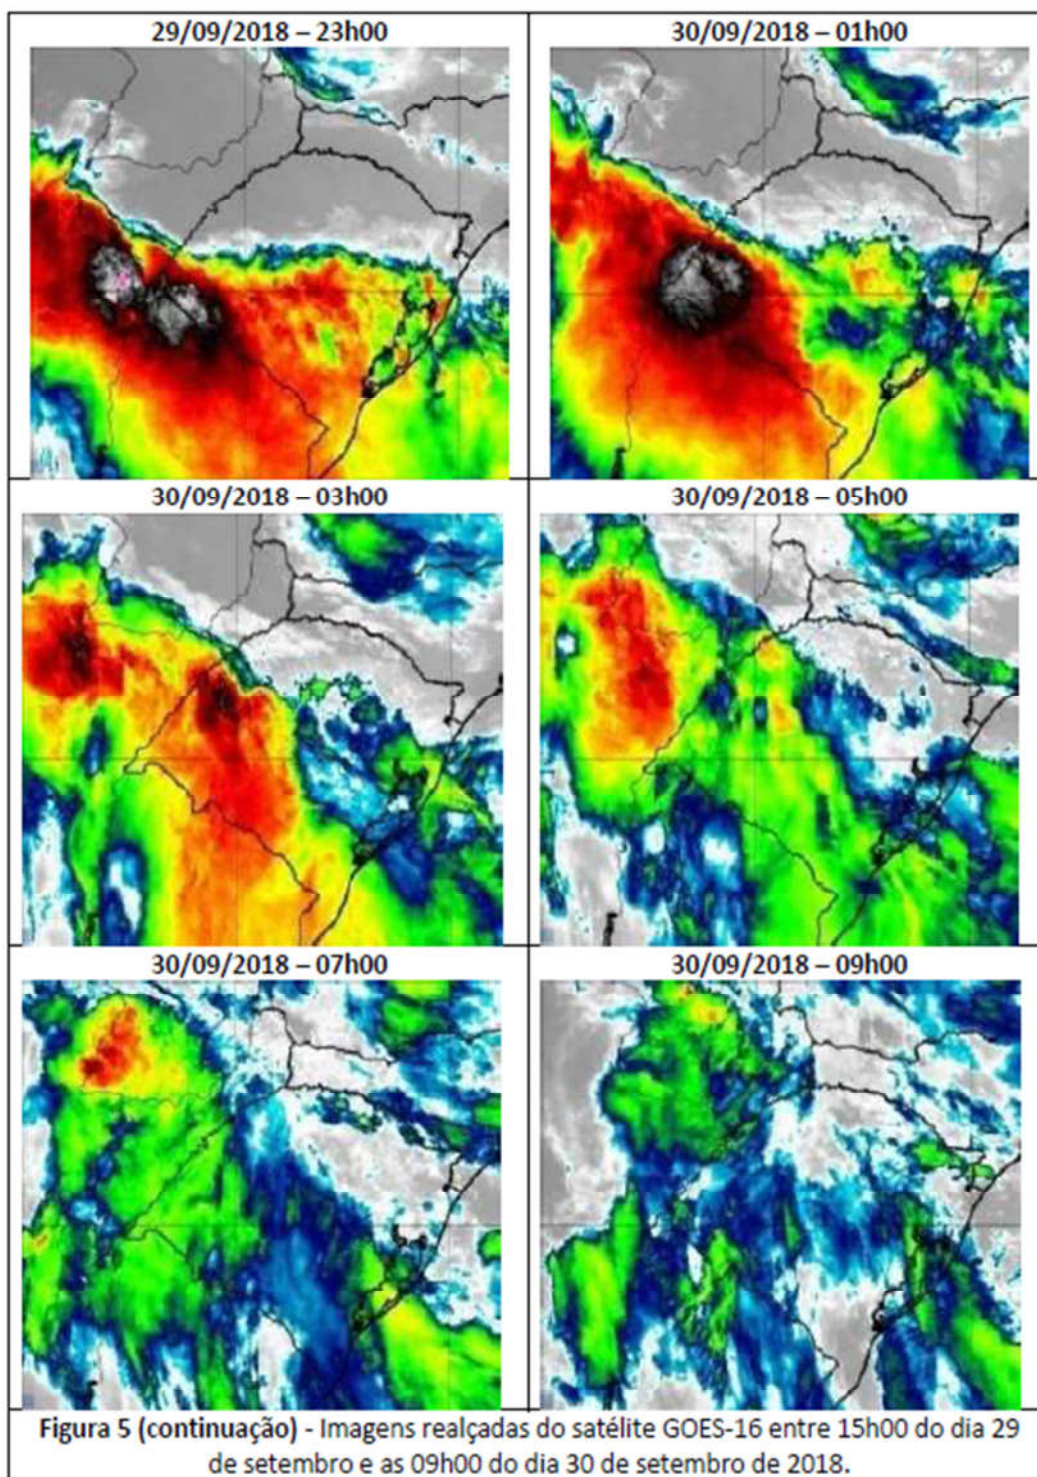 29/09/2018 – 23h00
30/09/2018 – 01h00
30/09/2018 – 03h00
30/09/2018 – 05h00
30/09/2018 – 07h00
30/09/2018 – 09h00
Figura 5 (continuação) - Imagens realçadas do satélite GOES-16 entre 15h00 do dia 29
de setembro e as 09h00 do dia 30 de setembro de 2018.